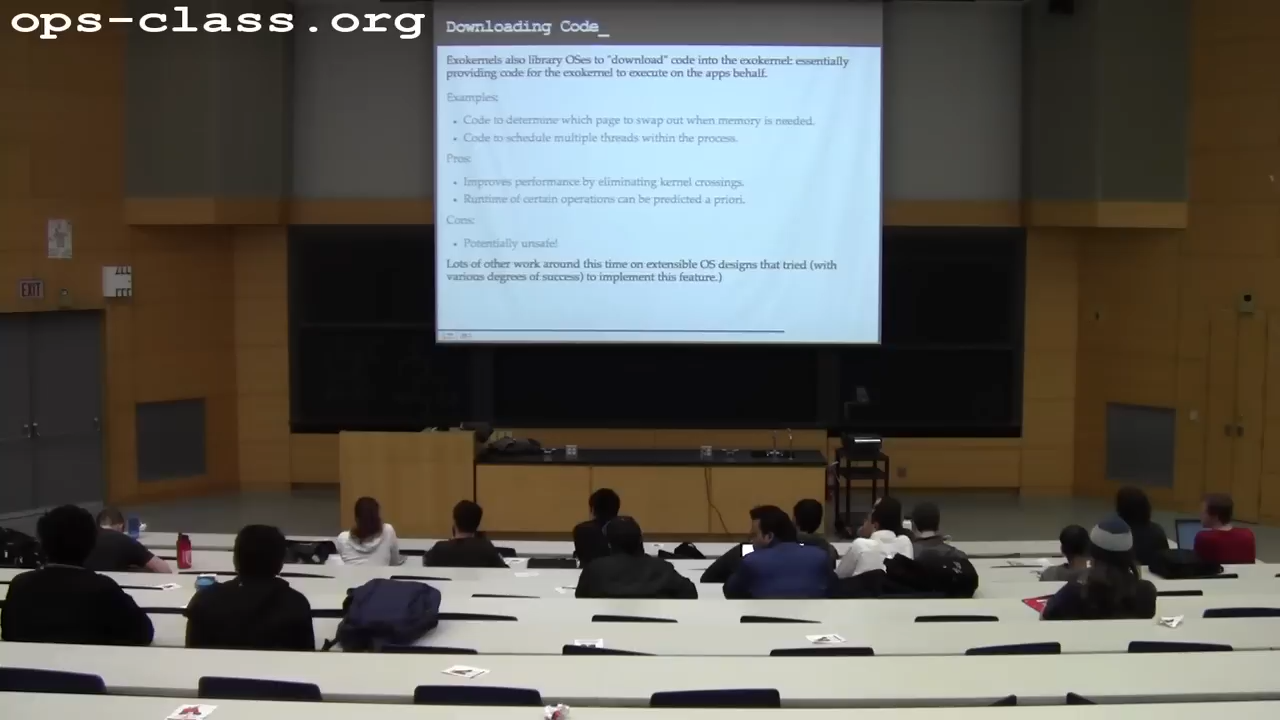 ops-class.org
Downloading Code_
Exokernels also library OSes to "download" code into the exokernel: essentially
providing code for the exokernel to execute on the apps behalf.
Examples:
• Code to determine which page to swap out when memory is needed.
• Code to schedule multiple threads within the process.
Pros:
• Improves performance by eliminating kernel crossings.
• Runtime of certain operations can be predicted a priori.
Cons:
• Potentially unsafe!
Lots of other work around this time on extensible OS designs that tried (with
various degrees of success) to implement this feature.)
EXIT